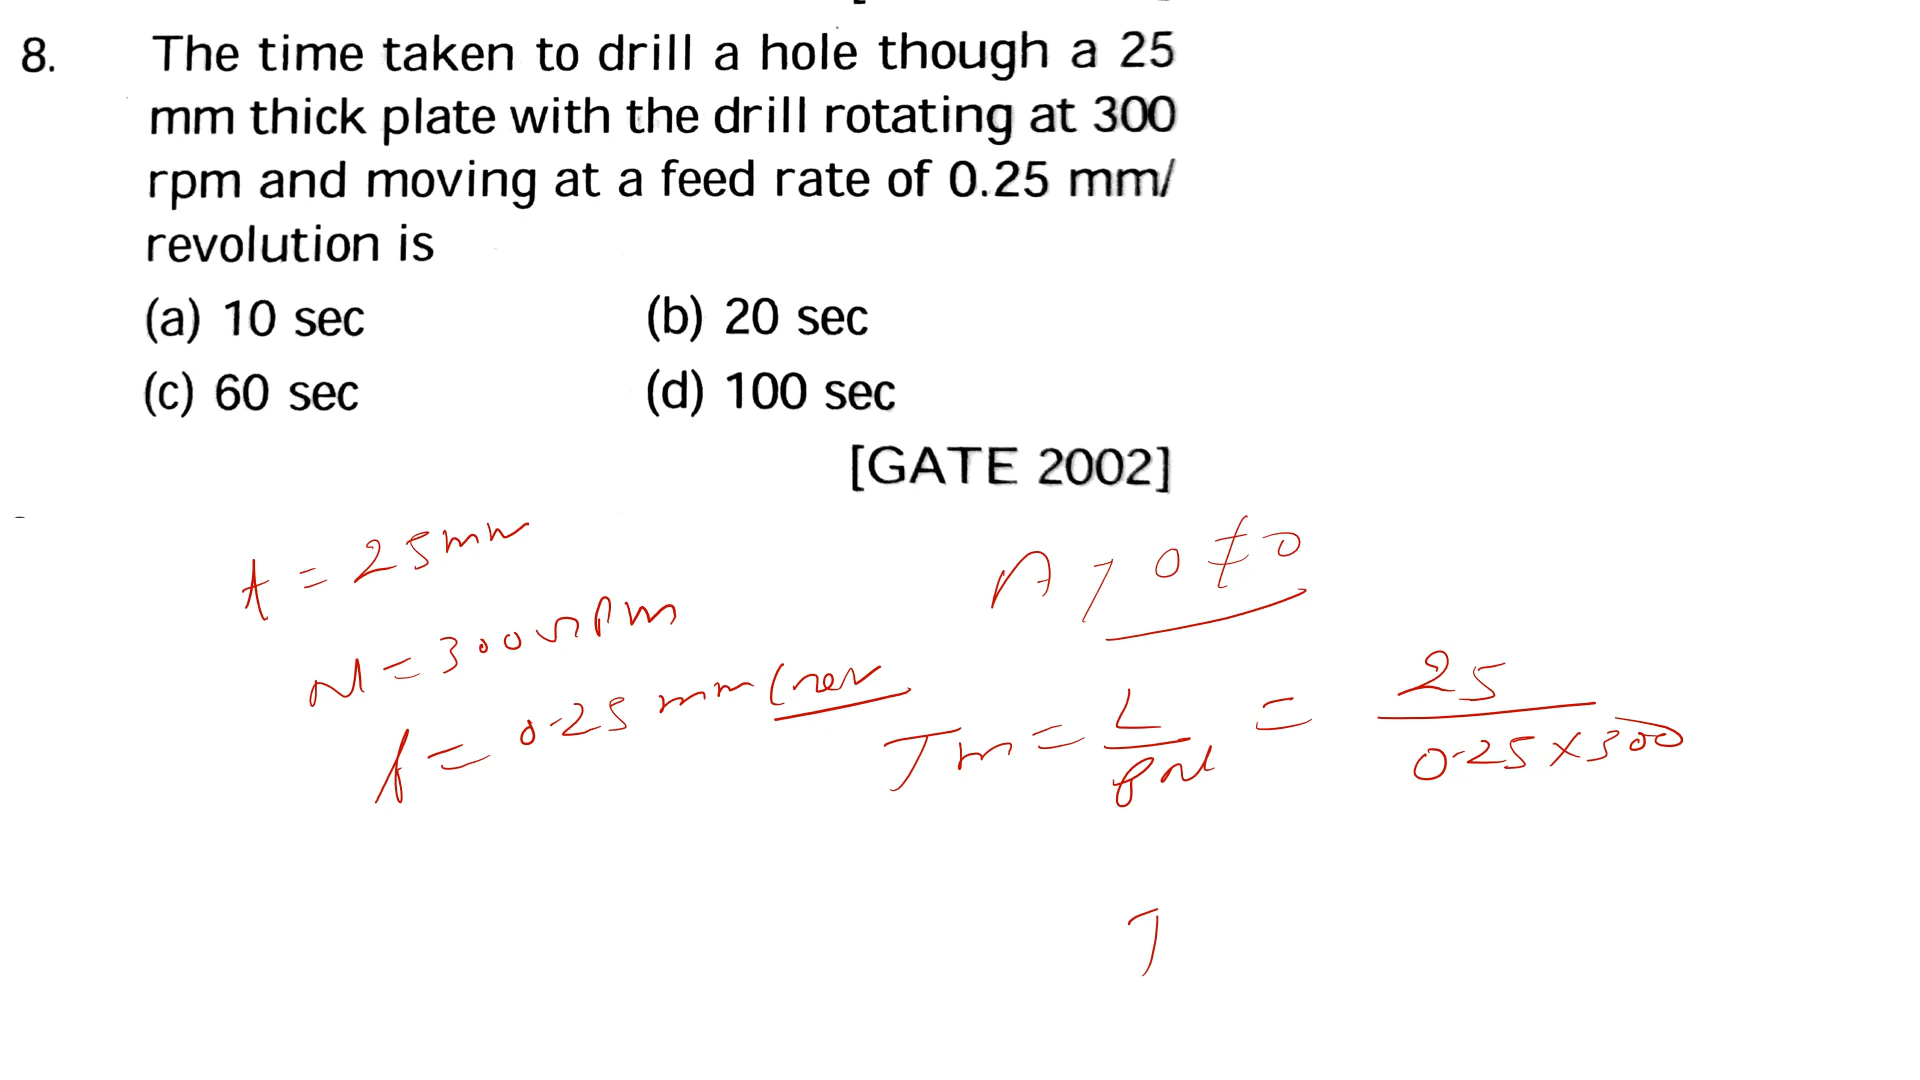 8. The time taken to drill a hole though a 25
mm thick plate with the drill rotating at 300
rpm and moving at a feed rate of 0.25 mm/
revolution is
(a) 10 sec (b) 20 sec
(c) 60 sec (d) 100 sec
[GATE 2002]
t = 25mm
N = 300 rpm
f = 0.25 mm/rev
Tm = L/fN = 25/0.25×300